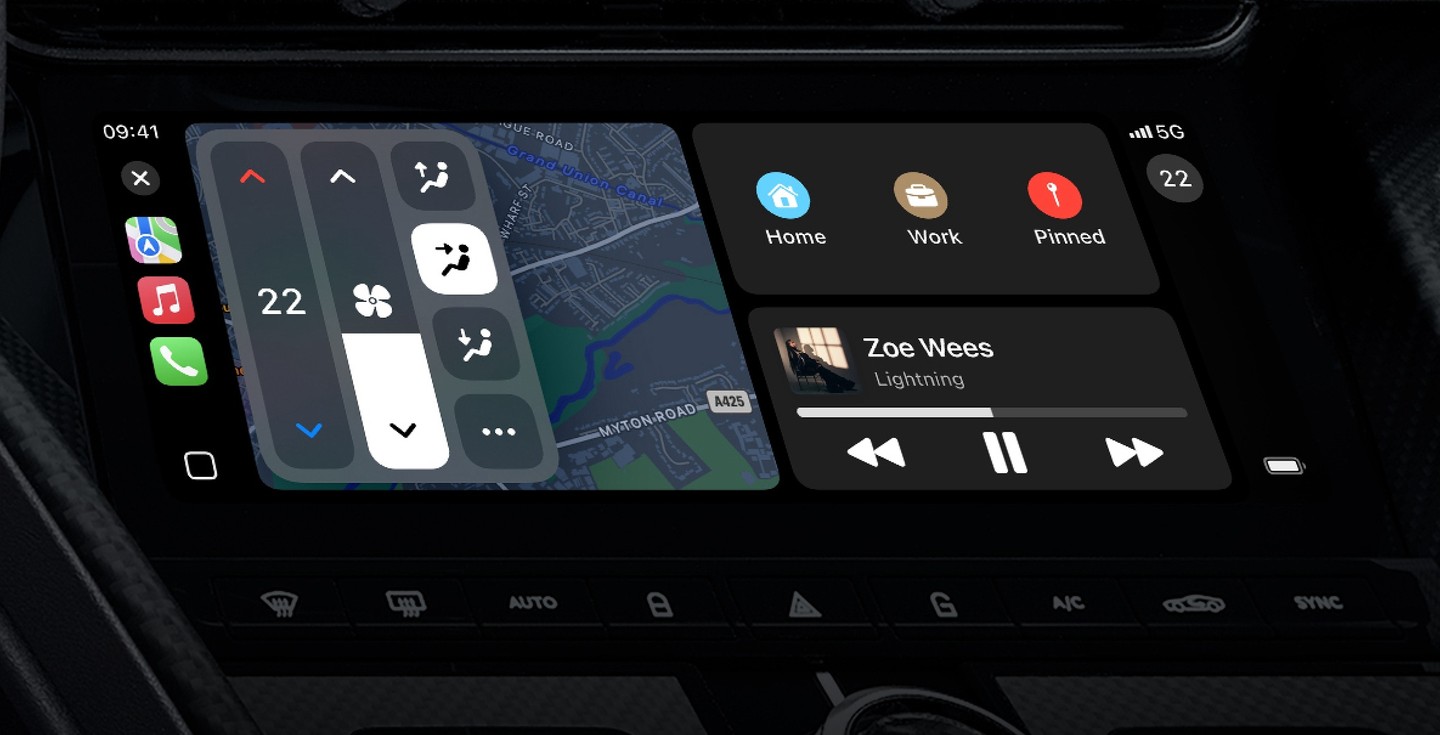 09:41
22
GUE ROAD
Grand Union Canal
WHARF ST
MYTON ROAD
A425
Home
Work
Pinned
Zoe Wees
Lightning
5G
22
AUTO
A/C
SYNC